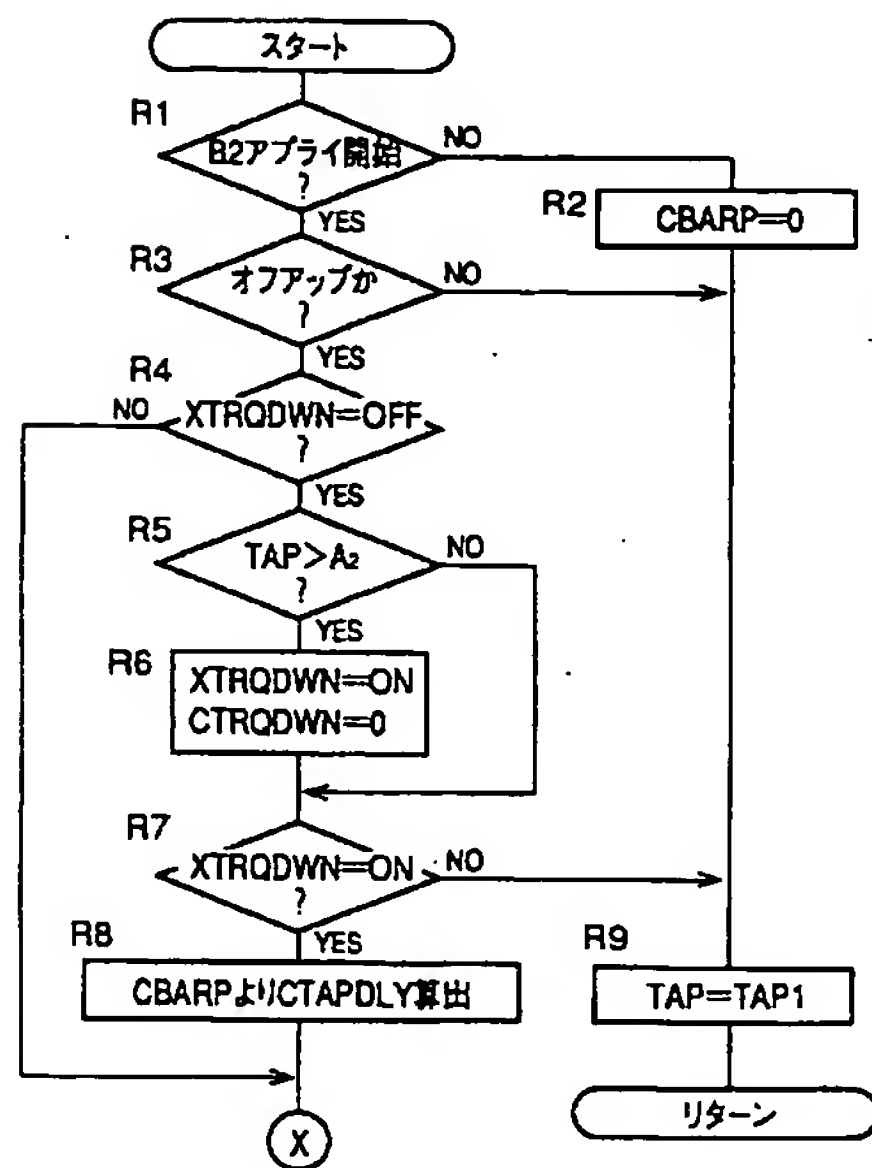 スタート
R1
B2アプライ開始
?
NO
YES
R2
CBARP=0
R3
オフアップか
?
NO
YES
R4
NO
XTRQDWN=OFF
?
YES
R5
TAP>A2
?
NO
YES
R6
XTRQDWN=ON
CTRQDWN=0
R7
XTRQDWN=ON
?
NO
YES
R8
CBARPよりCTAPDLY算出
R9
TAP=TAP1
X
リターン